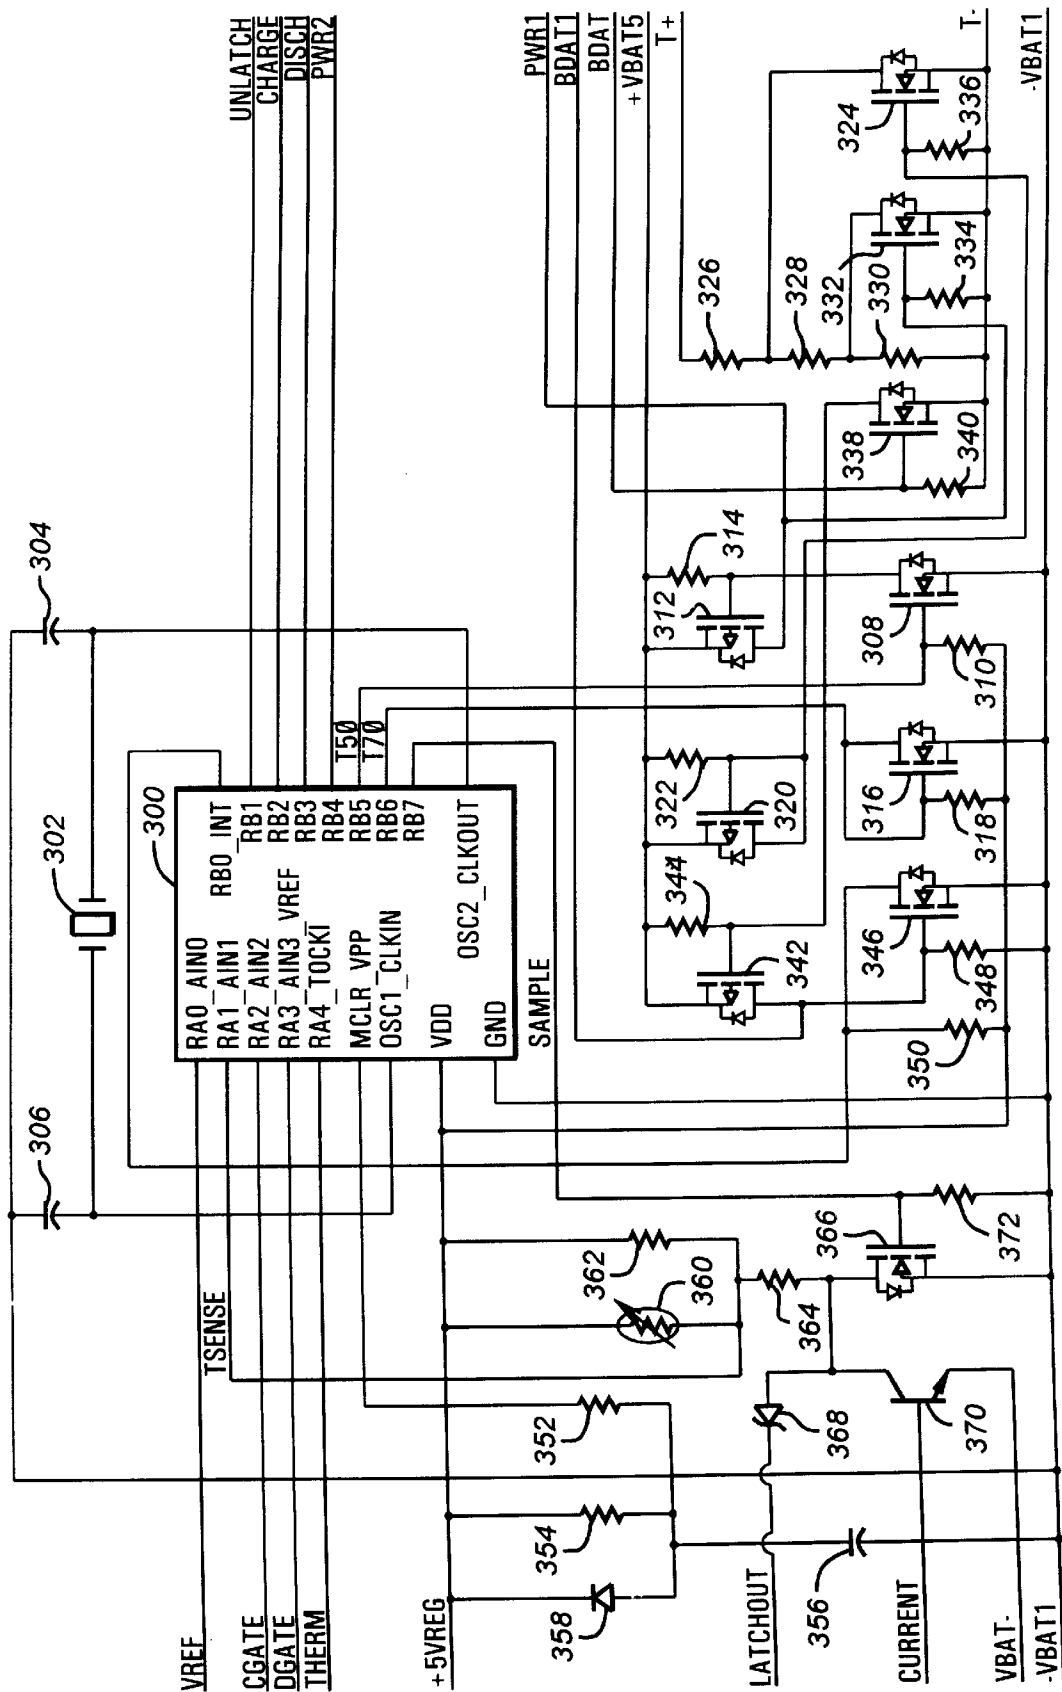 UNLATCH
CHARGE
DISCH
PWR2
PWR1
BDAT1
BDAT
+VBAT5
T+
T-
-VBAT1
304
302
306
300
RA0_AIN0
RA1_AIN1
RA2_AIN2
RA3_AIN3_VREF
RA4_TOCKI
MCLR_VPP
OSC1_CLKIN
VDD
GND
RBO_INT
RB1
RB2
RB3
RB4
RB5
RB6
RB7
OSC2_CLKOUT
T50
T70
SAMPLE
TSENSE
326
328
330
332
334
324
336
338
340
314
312
308
310
322
320
316
318
344
342
346
348
350
366
372
362
360
364
352
354
358
368
370
356
VREF
CGATE
DGATE
THERM
+5VREG
LATCHOUT
CURRENT
VBAT-
-VBAT1